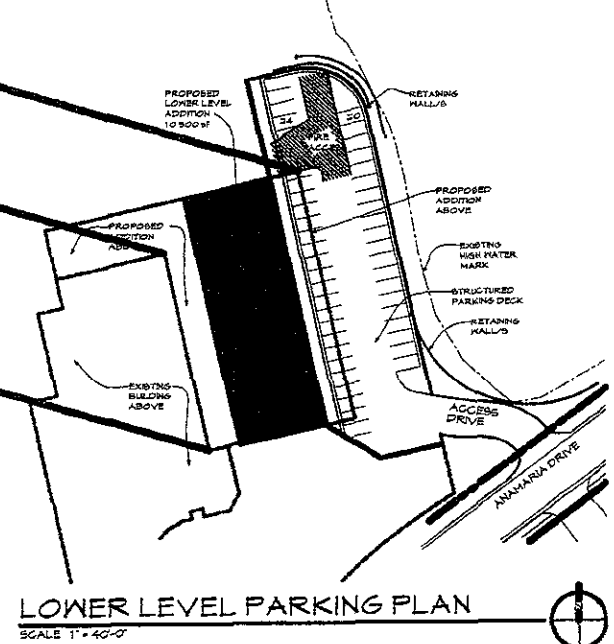 PROPOSED
LOWER LEVEL
ADDITION
10 500 SF
RETAINING
WALL/S
24
20
FIRE
ACCESS
PROPOSED
ADDITION
ABOVE
PROPOSED
ADDITION
EXISTING
HIGH WATER
MARK
STRUCTURED
PARKING DECK
RETAINING
WALL/S
EXISTING
BUILDING
ABOVE
ACCESS
DRIVE
ANAMARIA DRIVE
LOWER LEVEL PARKING PLAN
SCALE 1" = 40'-0"